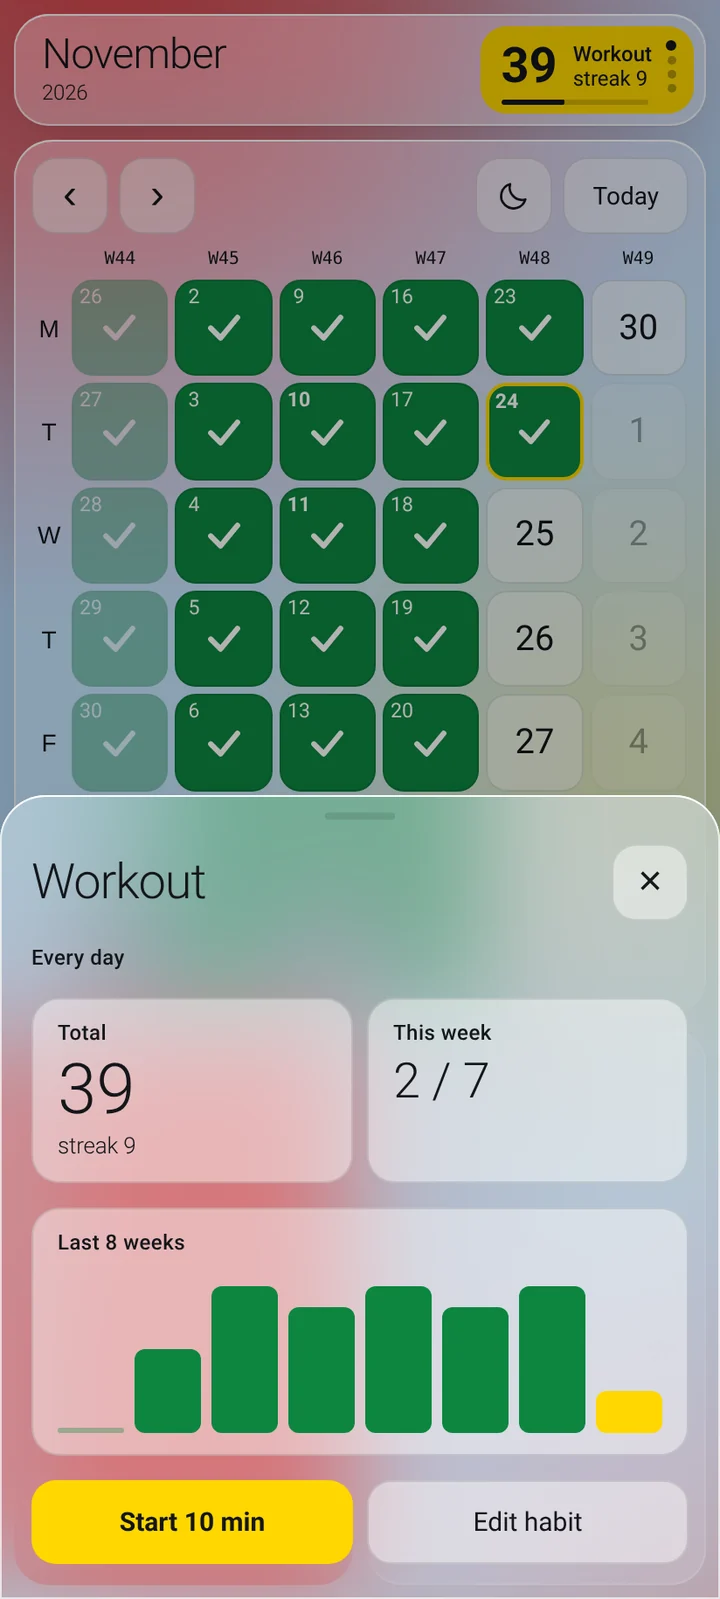 November
2026
39
Workout
streak 9
Today
W44 W45 W46 W47 W48 W49
M 26 2 9 16 23 30
T 27 3 10 17 24 1
W 28 4 11 18 25 2
T 29 5 12 19 26 3
F 30 6 13 20 27 4
Workout
Every day
Total
39
streak 9
This week
2 / 7
Last 8 weeks
Start 10 min
Edit habit